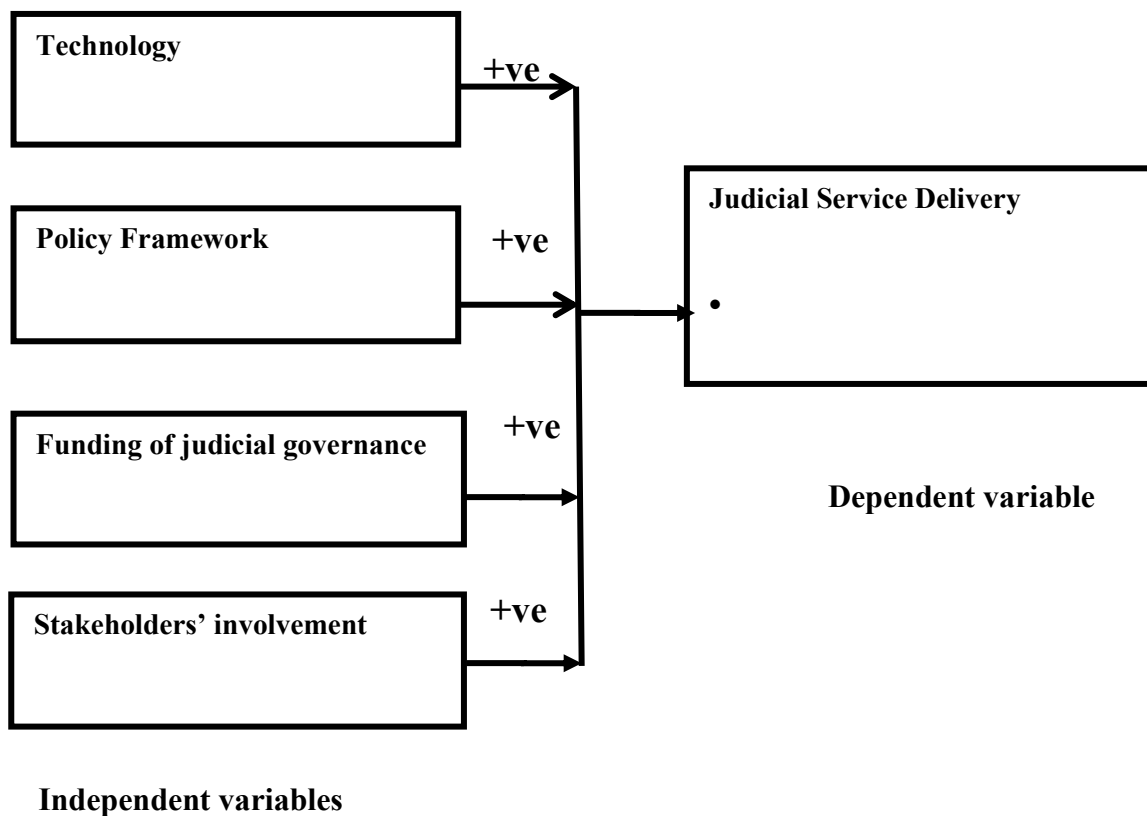 Technology
+ve
Policy Framework
+ve
Funding of judicial governance
+ve
Stakeholders’ involvement
+ve
Independent variables
Judicial Service Delivery
•
Dependent variable